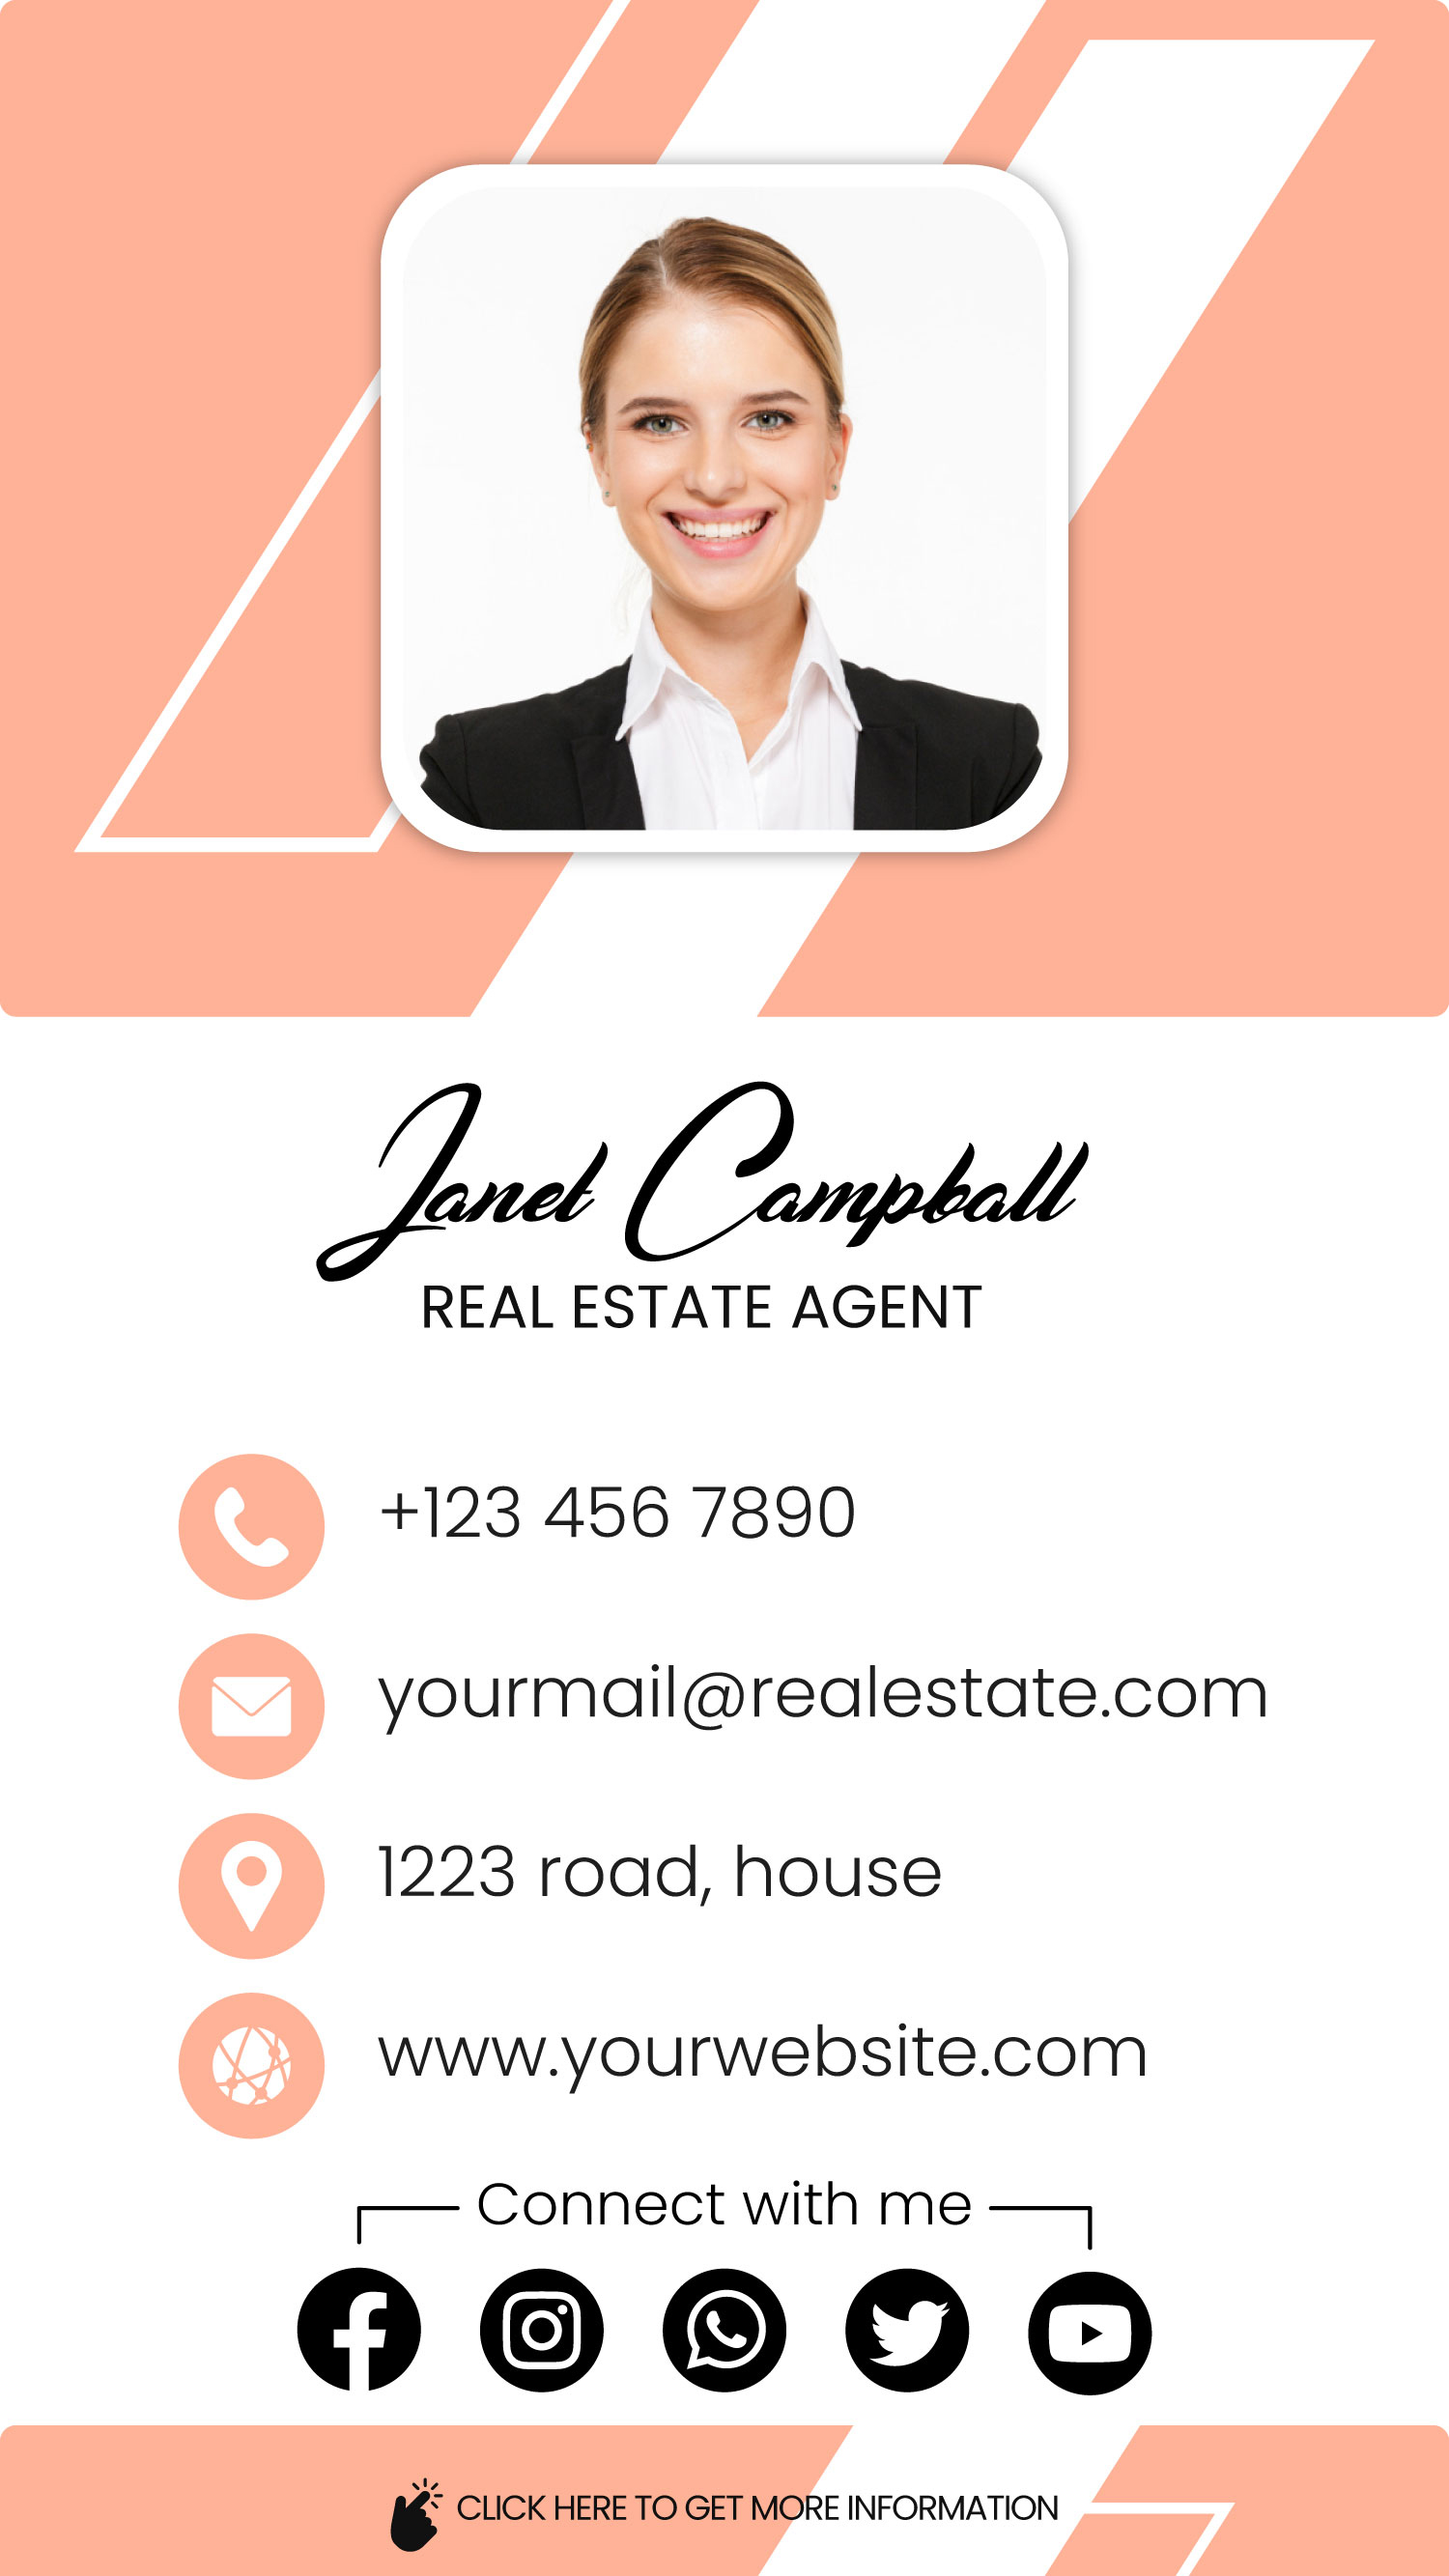 Janet Campball
REAL ESTATE AGENT
+123 456 7890
yourmail@realestate.com
1223 road, house
www.yourwebsite.com
Connect with me
CLICK HERE TO GET MORE INFORMATION